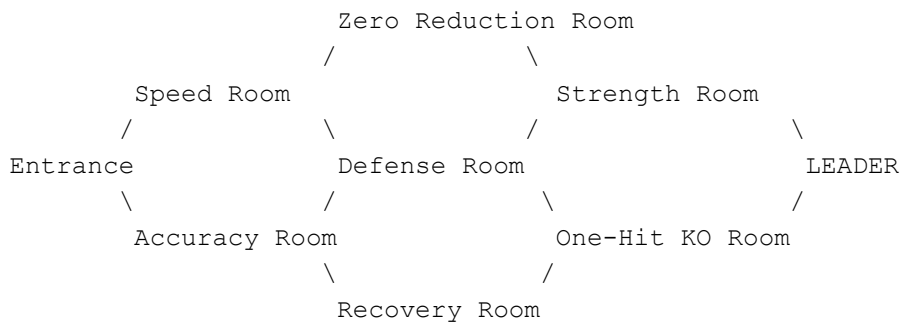 Zero Reduction Room
/ \
Speed Room Strength Room
/ \ / \
Entrance Defense Room LEADER
\ / \ /
Accuracy Room One-Hit KO Room
\ /
Recovery Room